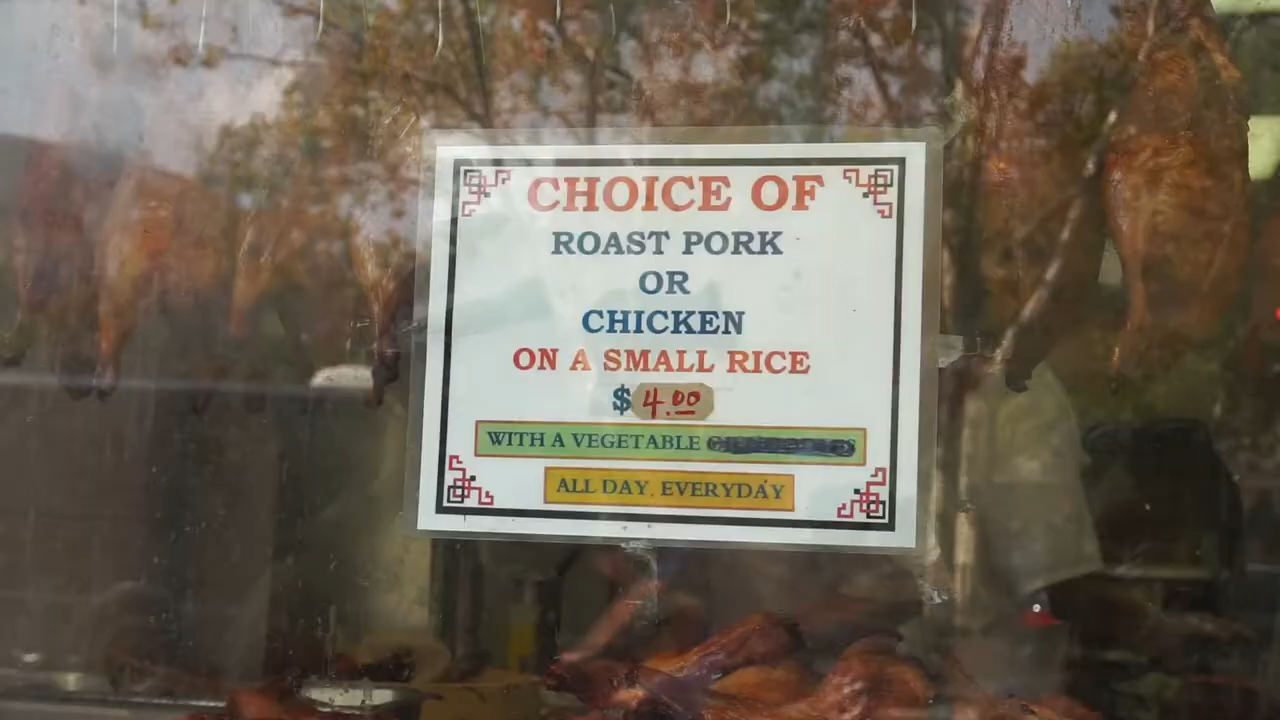 CHOICE OF
ROAST PORK
OR
CHICKEN
ON A SMALL RICE
$4.00
WITH A VEGETABLE
ALL DAY, EVERYDAY